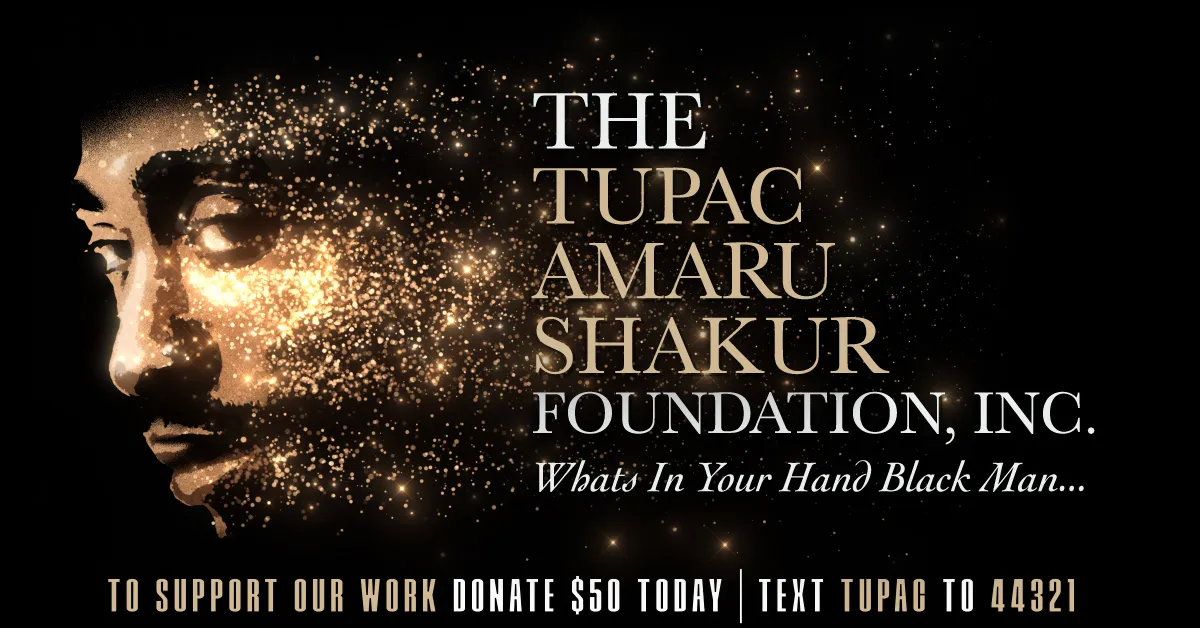 THE
TUPAC
AMARU
SHAKUR
FOUNDATION, INC.
Whats In Your Hand Black Man...
TO SUPPORT OUR WORK DONATE $50 TODAY | TEXT TUPAC TO 44321